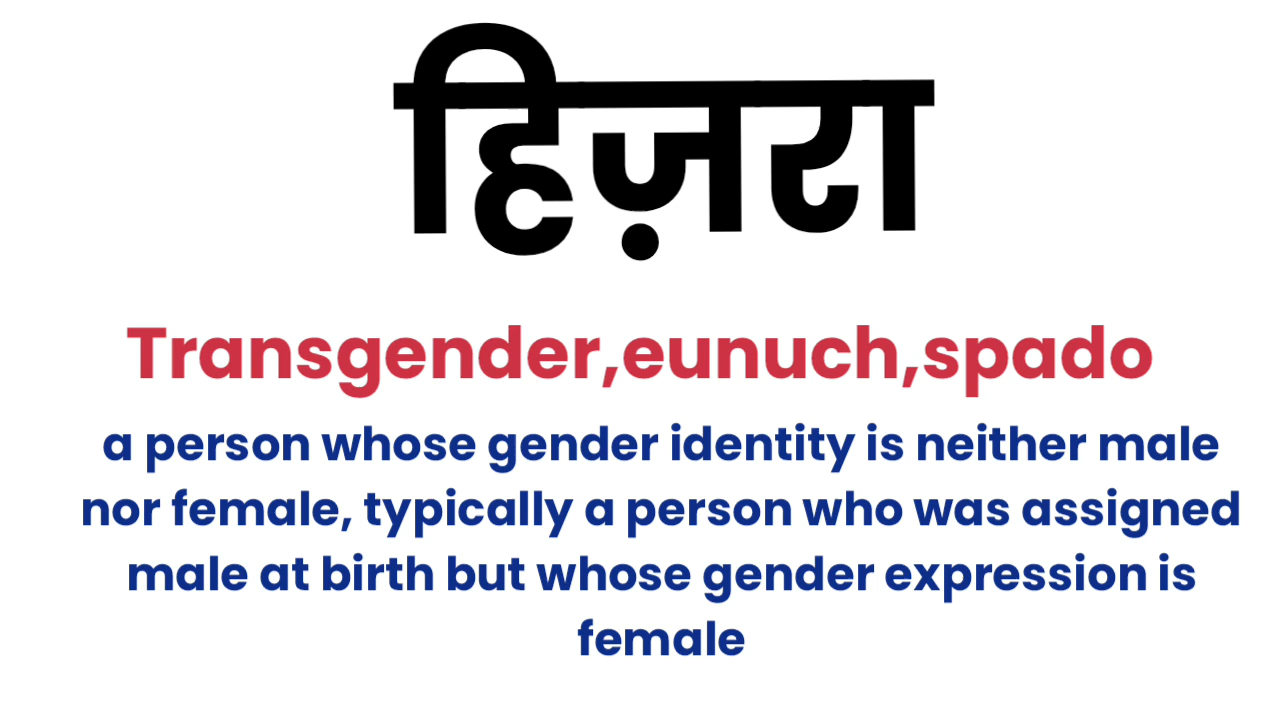 हिज़रा
Transgender,eunuch,spado
a person whose gender identity is neither male
nor female, typically a person who was assigned
male at birth but whose gender expression is
female